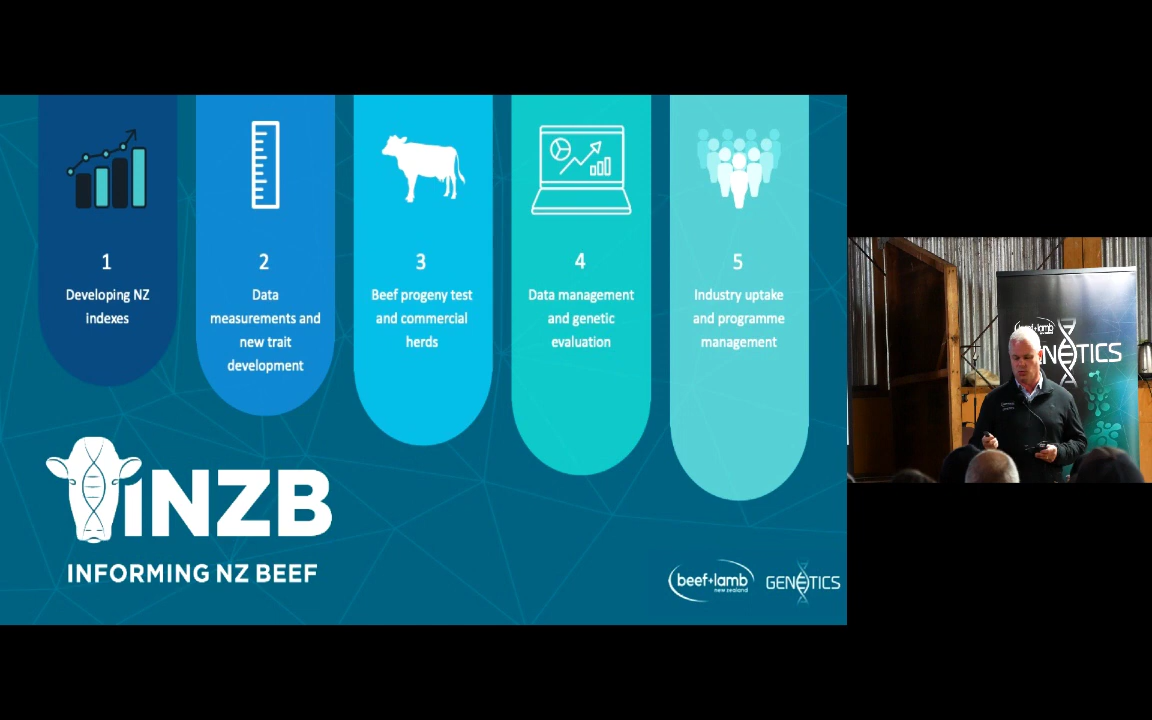 1
Developing NZ
indexes
2
Data
measurements and
new trait
development
3
Beef progeny test
and commercial
herds
4
Data management
and genetic
evaluation
5
Industry uptake
and programme
management
iNZB
INFORMING NZ BEEF
beef+lamb
new zealand
GENETICS
beef+lamb
GENETICS